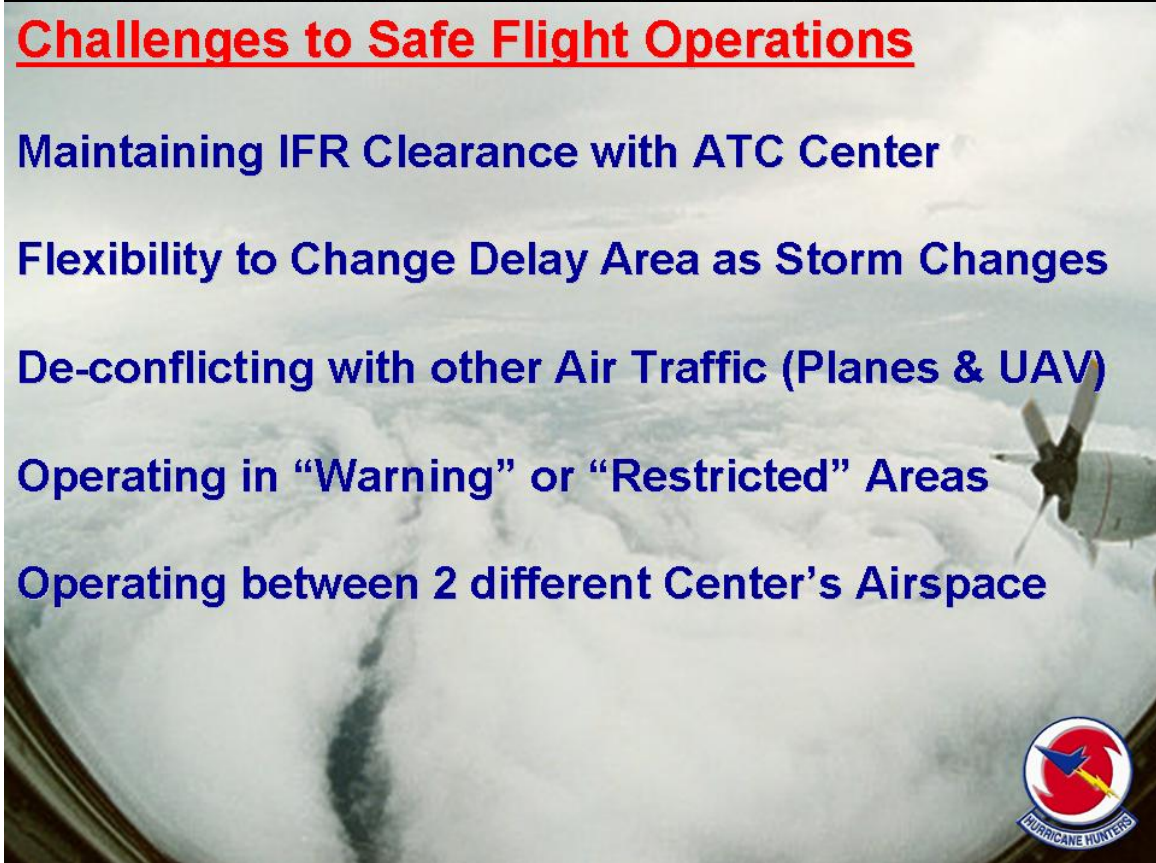 Challenges to Safe Flight Operations
Maintaining IFR Clearance with ATC Center
Flexibility to Change Delay Area as Storm Changes
De-conflicting with other Air Traffic (Planes & UAV)
Operating in “Warning” or “Restricted” Areas
Operating between 2 different Center’s Airspace
HURRICANE HUNTERS